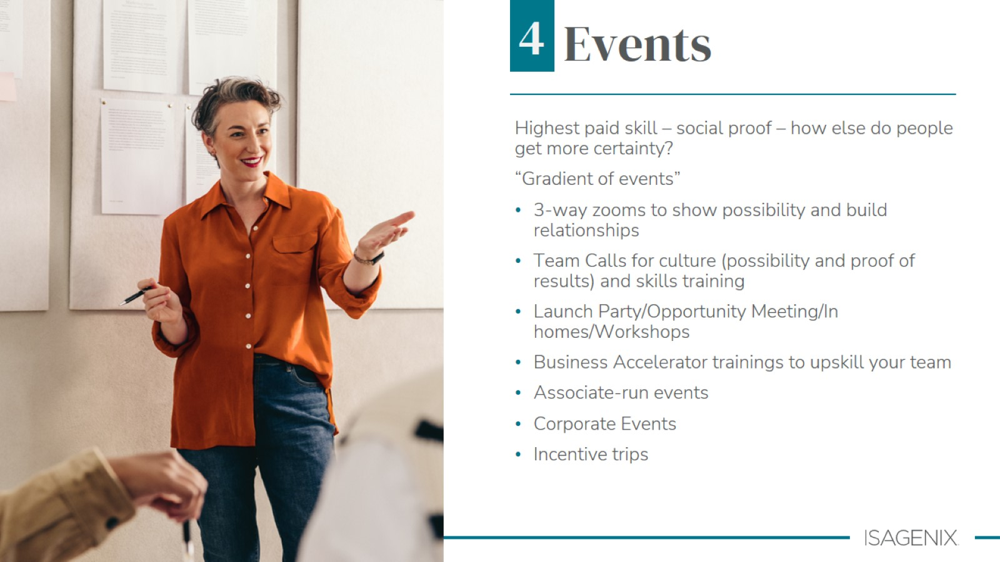 4 Events
Highest paid skill – social proof – how else do people
get more certainty?
“Gradient of events”
• 3-way zooms to show possibility and build
relationships
• Team Calls for culture (possibility and proof of
results) and skills training
• Launch Party/Opportunity Meeting/In
homes/Workshops
• Business Accelerator trainings to upskill your team
• Associate-run events
• Corporate Events
• Incentive trips
ISAGENIX